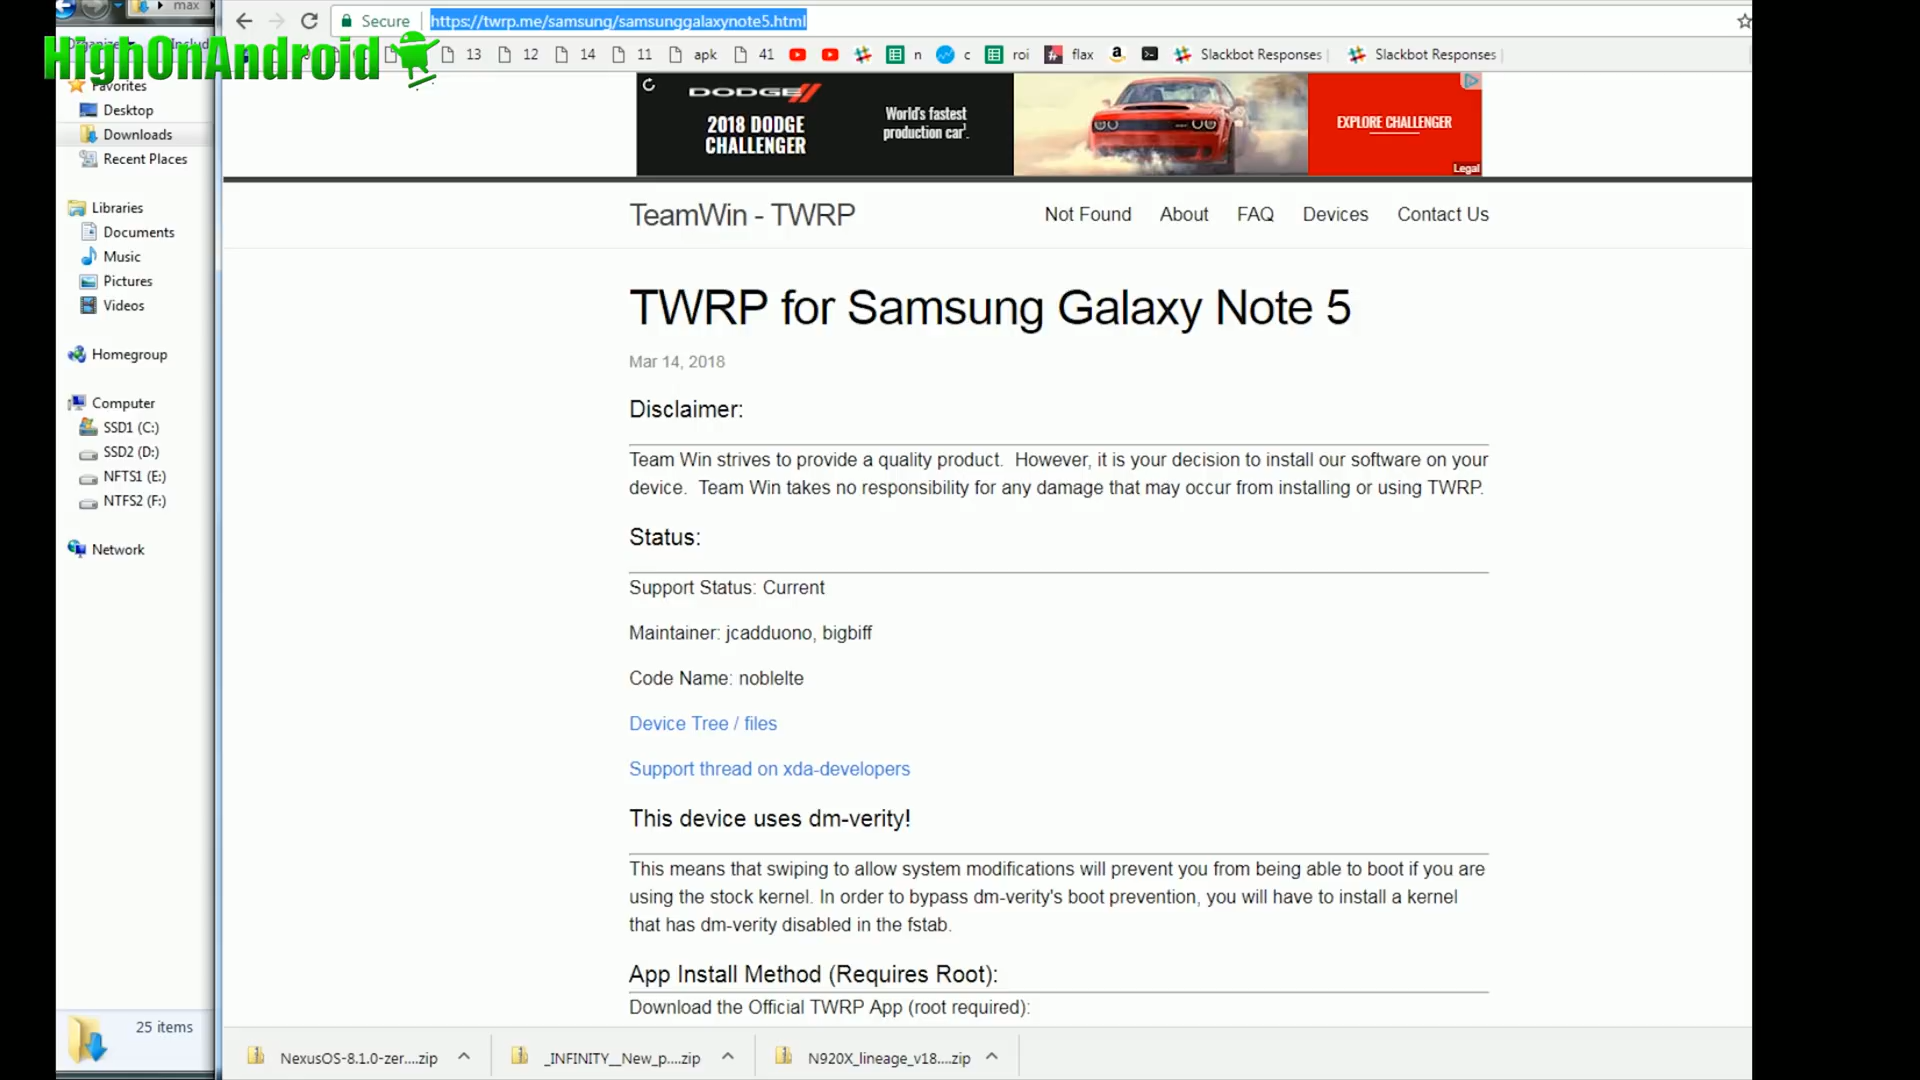 max
Secure
https://twrp.me/samsung/samsunggalaxynote5.html
HighOnAndroid
13
12
14
11
apk
41
n
c
roi
flax
Slackbot Responses
Slackbot Responses
Favorites
Desktop
Downloads
Recent Places
Libraries
Documents
Music
Pictures
Videos
Homegroup
Computer
SSD1 (C:)
SSD2 (D:)
NFTS1 (E:)
NTFS2 (F:)
Network
25 items
DODGE
2018 DODGE
CHALLENGER
World's fastest
production car¹.
EXPLORE CHALLENGER
Legal
TeamWin - TWRP
Not Found
About
FAQ
Devices
Contact Us
TWRP for Samsung Galaxy Note 5
Mar 14, 2018
Disclaimer:
Team Win strives to provide a quality product. However, it is your decision to install our software on your
device. Team Win takes no responsibility for any damage that may occur from installing or using TWRP.
Status:
Support Status: Current
Maintainer: jcadduono, bigbiff
Code Name: noblelte
Device Tree / files
Support thread on xda-developers
This device uses dm-verity!
This means that swiping to allow system modifications will prevent you from being able to boot if you are
using the stock kernel. In order to bypass dm-verity's boot prevention, you will have to install a kernel
that has dm-verity disabled in the fstab.
App Install Method (Requires Root):
Download the Official TWRP App (root required):
NexusOS-8.1.0-zer....zip
_INFINITY__New_p....zip
N920X_lineage_v18....zip